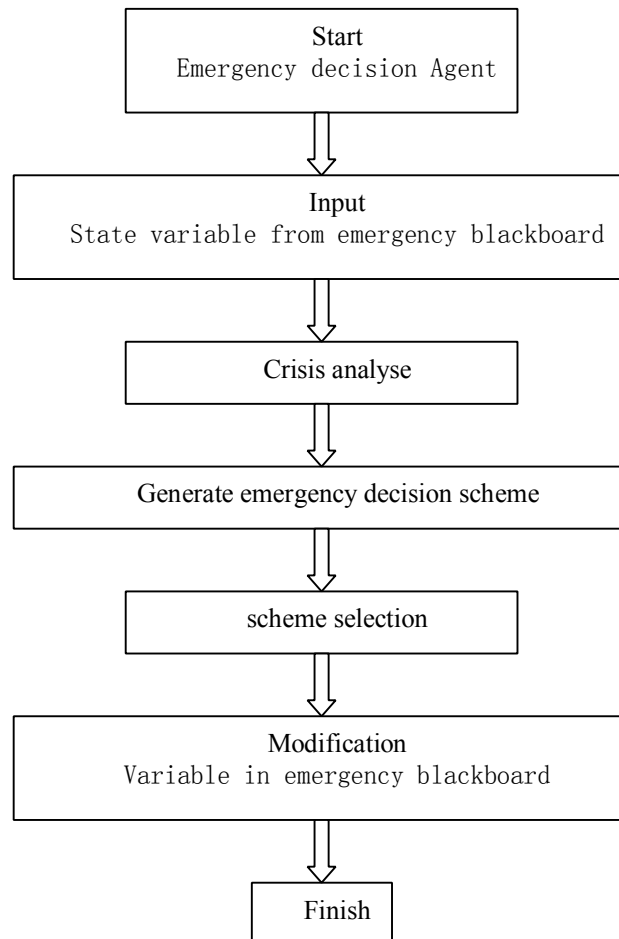 Start
Emergency decision Agent
Input
State variable from emergency blackboard
Crisis analyse
Generate emergency decision scheme
scheme selection
Modification
Variable in emergency blackboard
Finish